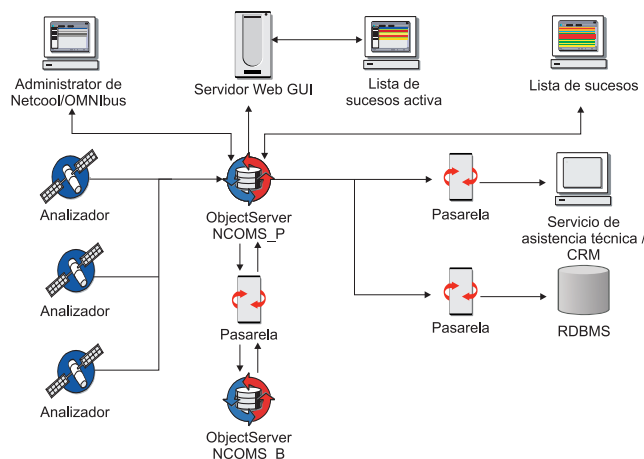 Administrator de
Netcool/OMNIbus
Servidor Web GUI
Lista de
sucesos activa
Lista de sucesos
Analizador
ObjectServer
NCOMS_P
Pasarela
Servicio de
asistencia técnica /
CRM
Analizador
Pasarela
Pasarela
RDBMS
Analizador
ObjectServer
NCOMS_B